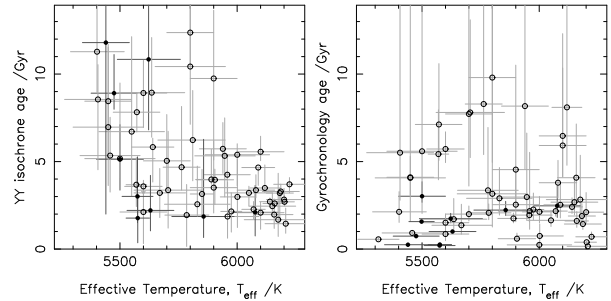 YY isochrone age /Gyr
10
5
0
5500
6000
Effective Temperature, T_eff /K
Gyrochronology age /Gyr
10
5
0
5500
6000
Effective Temperature, T_eff /K